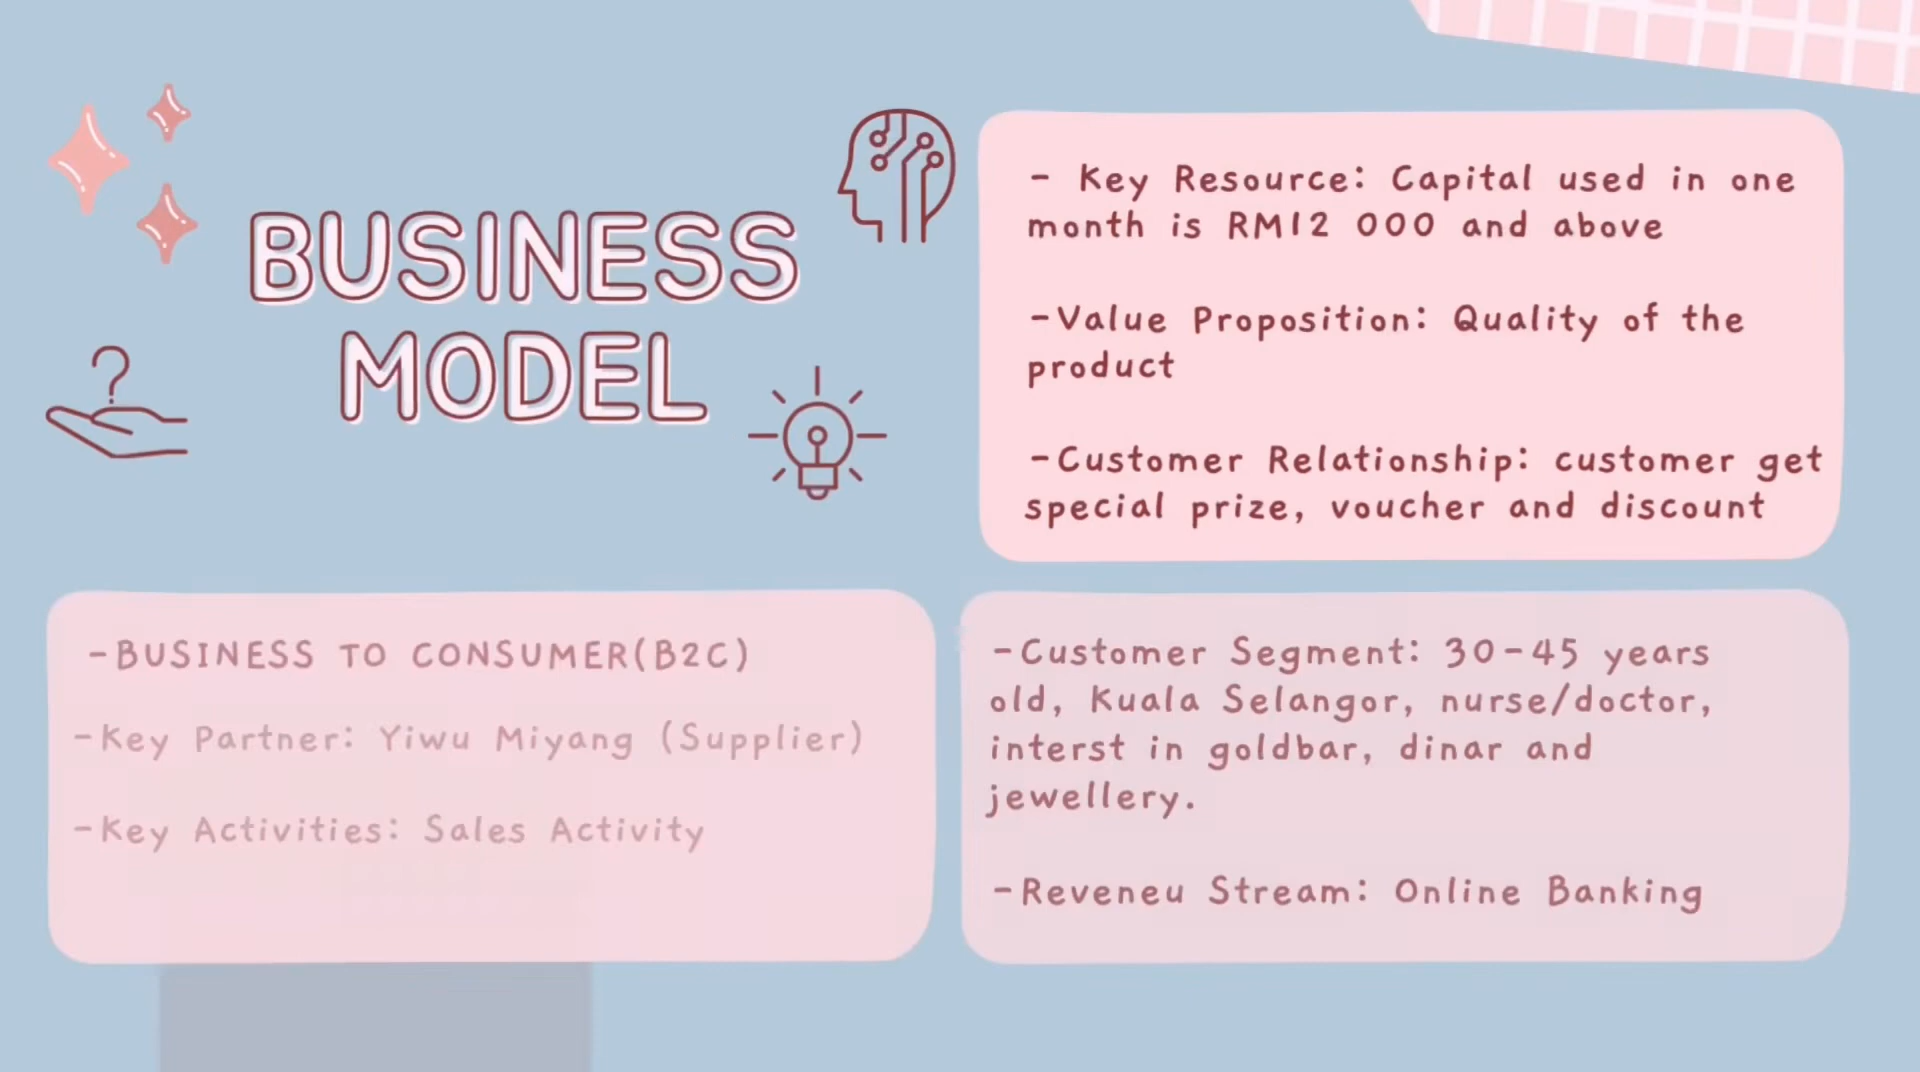 BUSINESS
MODEL
- Key Resource: Capital used in one
month is RM12 000 and above
-Value Proposition: Quality of the
product
-Customer Relationship: customer get
special prize, voucher and discount
-BUSINESS TO CONSUMER(B2C)
-Key Partner: Yiwu Miyang (Supplier)
-Key Activities: Sales Activity
-Customer Segment: 30-45 years
old, Kuala Selangor, nurse/doctor,
interst in goldbar, dinar and
jewellery.
-Reveneu Stream: Online Banking